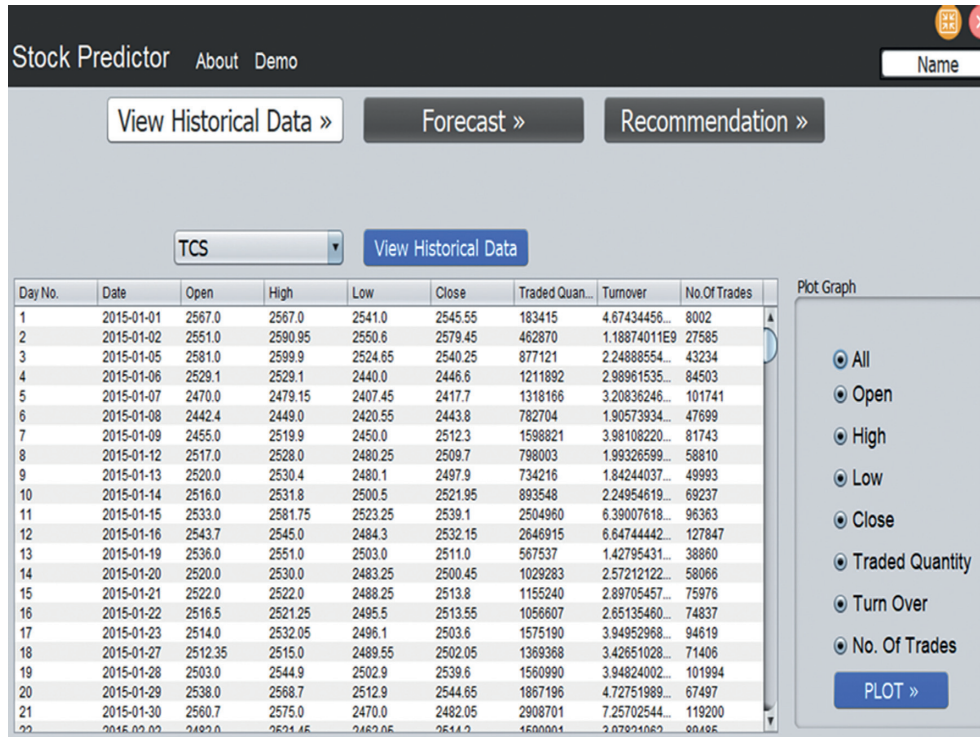 Stock Predictor About Demo
Name
View Historical Data » Forecast » Recommendation »
TCS View Historical Data
Day No. Date Open High Low Close Traded Quan... Turnover No.Of Trades
1 2015-01-01 2567.0 2567.0 2541.0 2545.55 183415 4.67434456... 8002
2 2015-01-02 2551.0 2590.95 2550.6 2579.45 462870 1.18874011E9 27585
3 2015-01-05 2581.0 2599.9 2524.65 2540.25 877121 2.24888554... 43234
4 2015-01-06 2529.1 2529.1 2440.0 2446.6 1211892 2.98961535... 84503
5 2015-01-07 2470.0 2479.15 2407.45 2417.7 1318166 3.20836246... 101741
6 2015-01-08 2442.4 2449.0 2420.55 2443.8 782704 1.90573934... 47699
7 2015-01-09 2455.0 2519.9 2450.0 2512.3 1598821 3.98108220... 81743
8 2015-01-12 2517.0 2528.0 2480.25 2509.7 798003 1.99326599... 58810
9 2015-01-13 2520.0 2530.4 2480.1 2497.9 734216 1.84244037... 49993
10 2015-01-14 2516.0 2531.8 2500.5 2521.95 893548 2.24954619... 69237
11 2015-01-15 2533.0 2581.75 2523.25 2539.1 2504960 6.39007618... 96363
12 2015-01-16 2543.7 2545.0 2484.3 2532.15 2646915 6.64744442... 127847
13 2015-01-19 2536.0 2551.0 2503.0 2511.0 567537 1.42795431... 38860
14 2015-01-20 2520.0 2530.0 2483.25 2500.45 1029283 2.57212122... 58066
15 2015-01-21 2522.0 2522.0 2488.25 2513.8 1155240 2.89705457... 75976
16 2015-01-22 2516.5 2521.25 2495.5 2513.55 1056607 2.65135460... 74837
17 2015-01-23 2514.0 2532.05 2496.1 2503.6 1575190 3.94952968... 94619
18 2015-01-27 2512.35 2515.0 2489.55 2502.05 1369368 3.42651028... 71406
19 2015-01-28 2503.0 2544.9 2502.9 2539.6 1560990 3.94824002... 101994
20 2015-01-29 2538.0 2568.7 2512.9 2544.65 1867196 4.72751989... 67497
21 2015-01-30 2560.7 2575.0 2470.0 2482.05 2908701 7.25702544... 119200
Plot Graph
All
Open
High
Low
Close
Traded Quantity
Turn Over
No. Of Trades
PLOT »